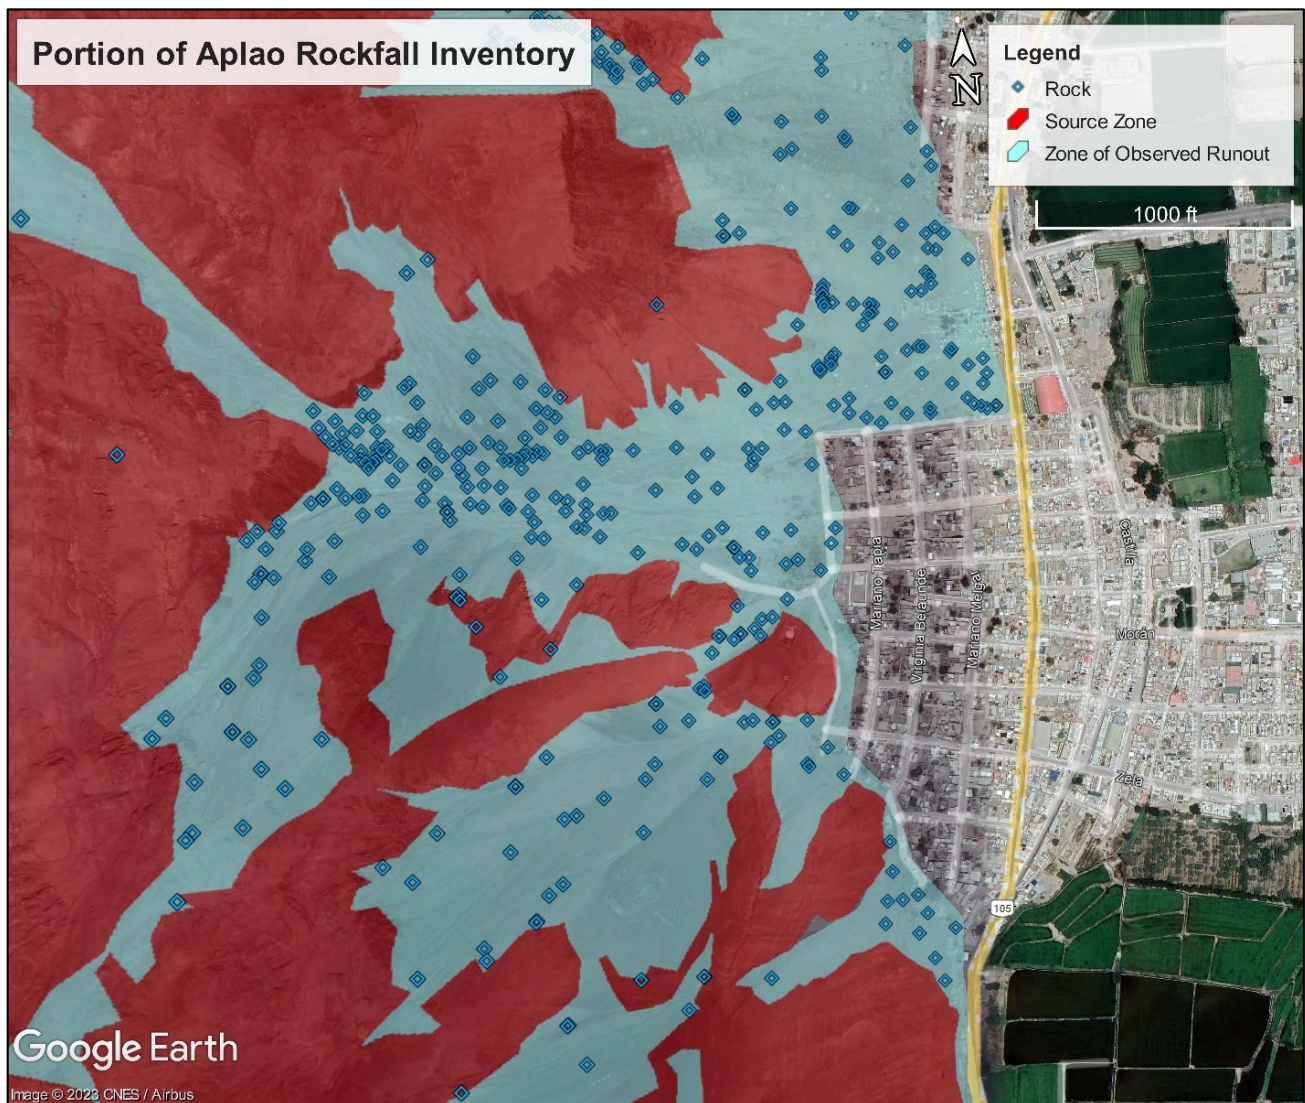 Portion of Aplao Rockfall Inventory
N
Legend
Rock
Source Zone
Zone of Observed Runout
1000 ft
Mariano Tapia
Virginia Belaunde
Mariano Melgar
Castilla
Morán
Zela
105
Google Earth
Image © 2023 CNES / Airbus